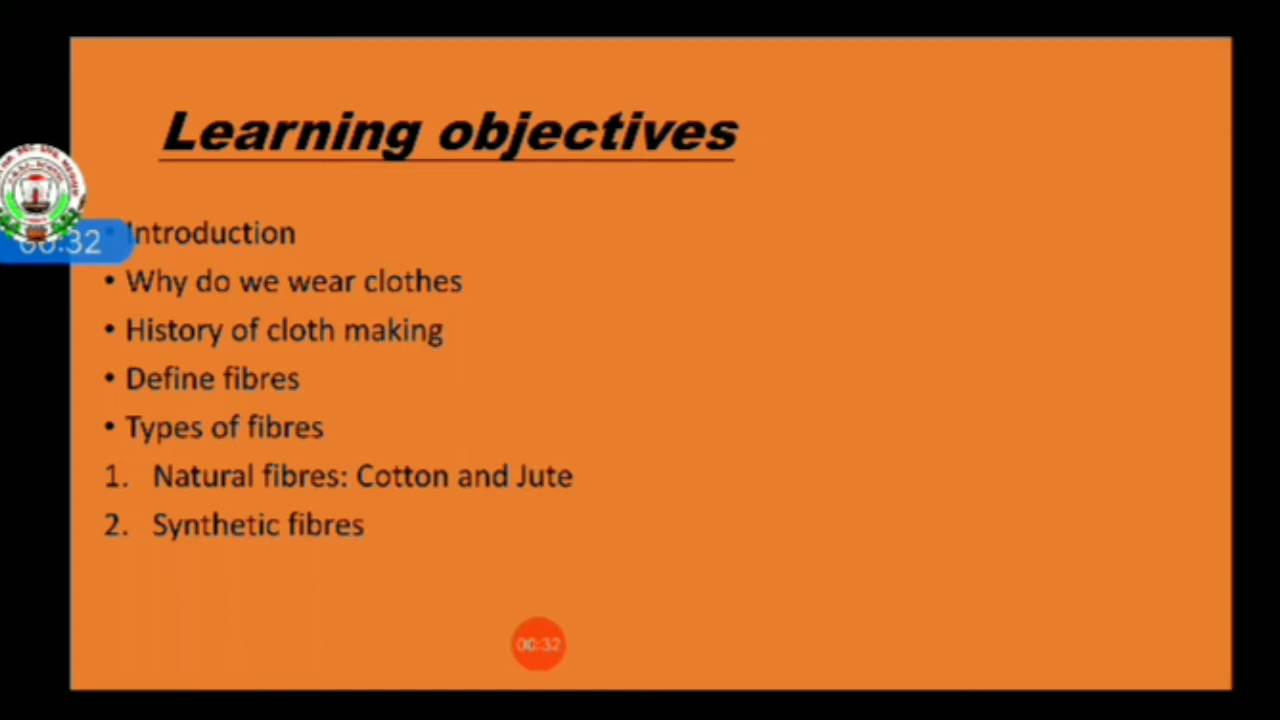 Learning objectives
• Introduction
00:32
• Why do we wear clothes
• History of cloth making
• Define fibres
• Types of fibres
1. Natural fibres: Cotton and Jute
2. Synthetic fibres
00:32